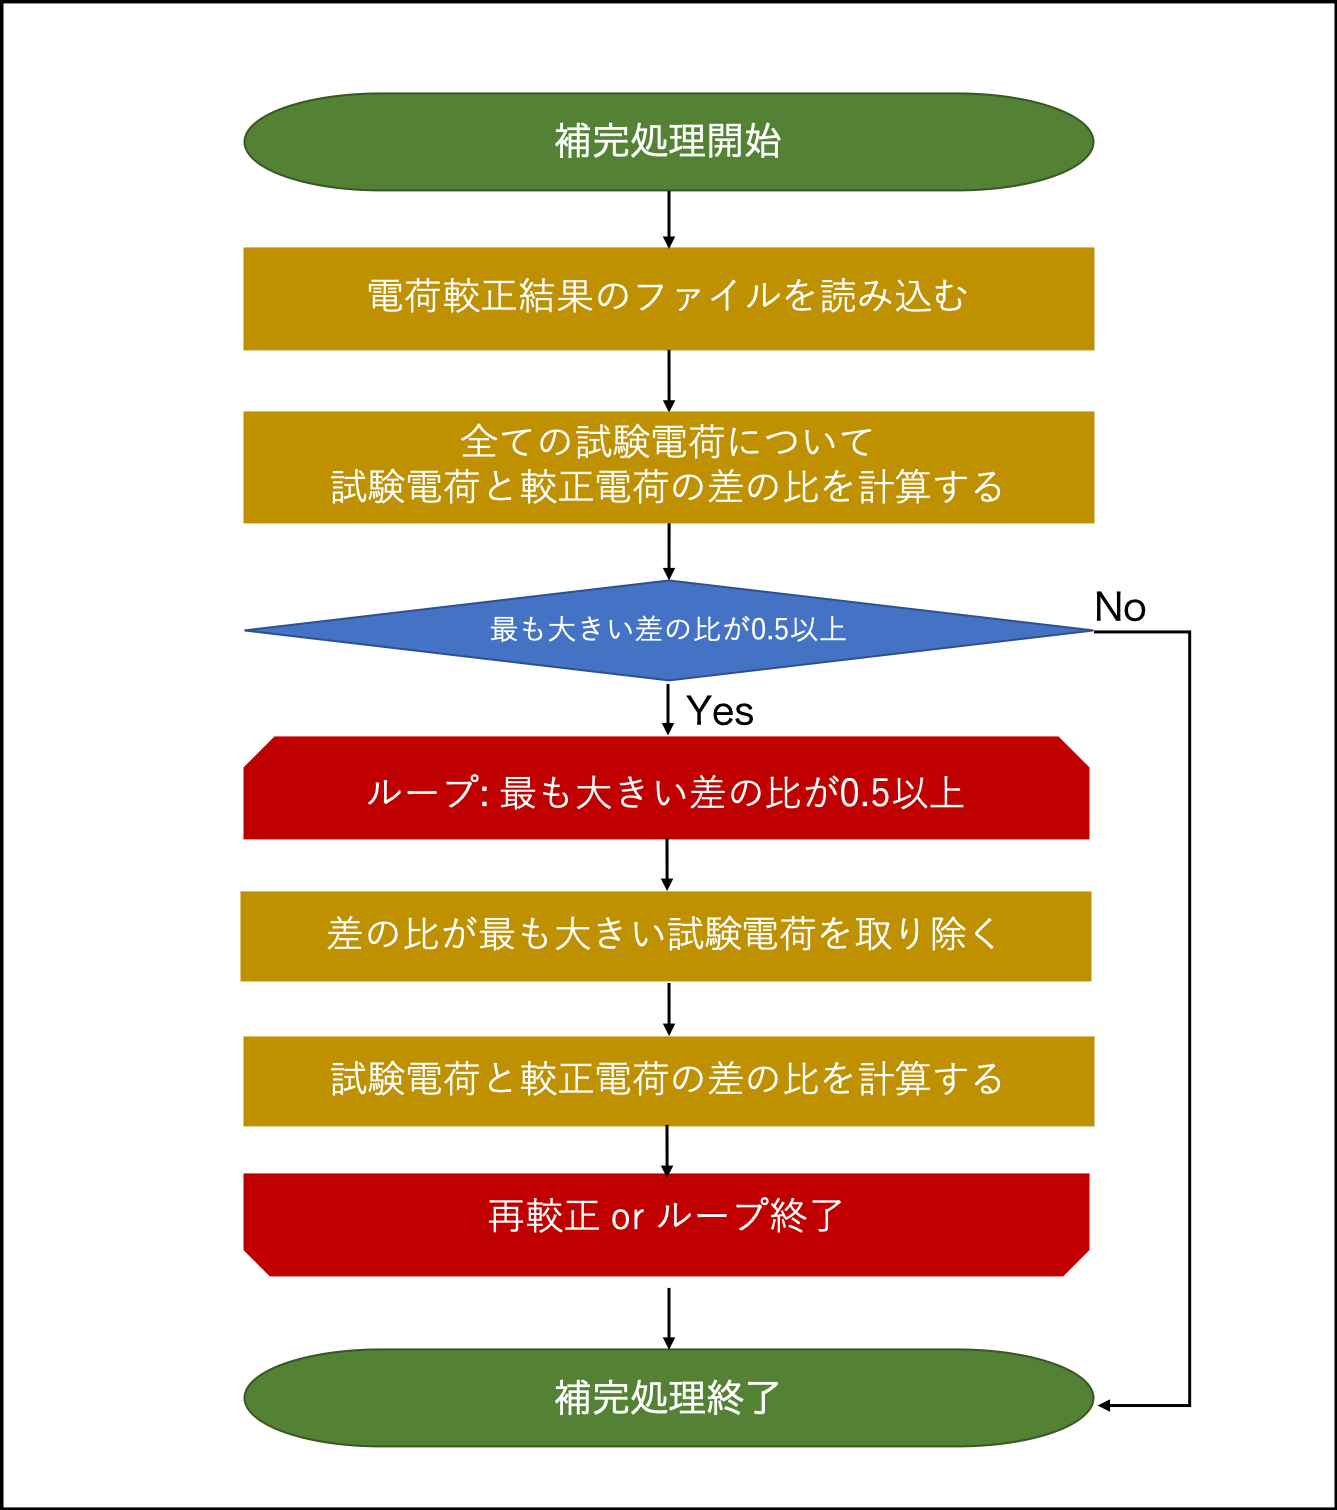 補完処理開始
電荷較正結果のファイルを読み込む
全ての試験電荷について
試験電荷と較正電荷の差の比を計算する
最も大きい差の比が0.5以上
No
Yes
ループ: 最も大きい差の比が0.5以上
差の比が最も大きい試験電荷を取り除く
試験電荷と較正電荷の差の比を計算する
再較正 or ループ終了
補完処理終了